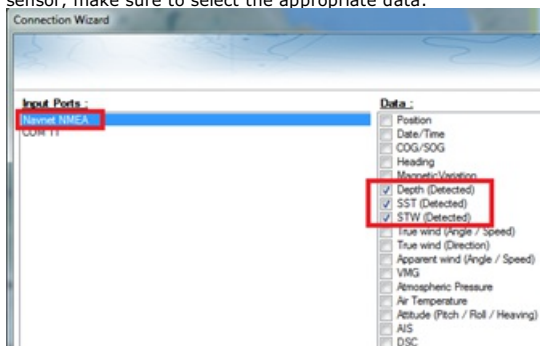 sensor, make sure to select the appropriate data.
Connection Wizard
Input Ports :
Navnet NMEA
COM 11
Data :
Position
Date/Time
COG/SOG
Heading
Magnetic Variation
Depth (Detected)
SST (Detected)
STW (Detected)
True wind (Angle / Speed)
True wind (Direction)
Apparent wind (Angle / Speed)
VMG
Atmospheric Pressure
Air Temperature
Attitude (Pitch / Roll / Heaving)
AIS
DSC